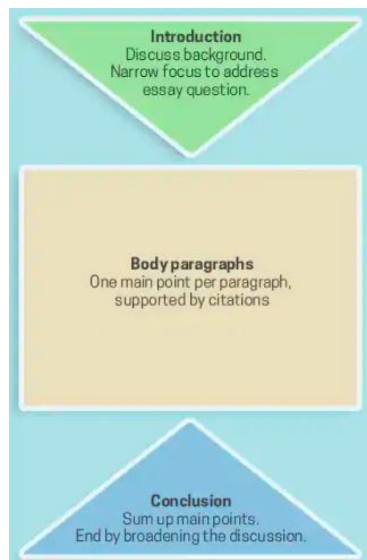 Introduction
Discuss background.
Narrow focus to address
essay question.
Body paragraphs
One main point per paragraph,
supported by citations
Conclusion
Sum up main points.
End by broadening the discussion.